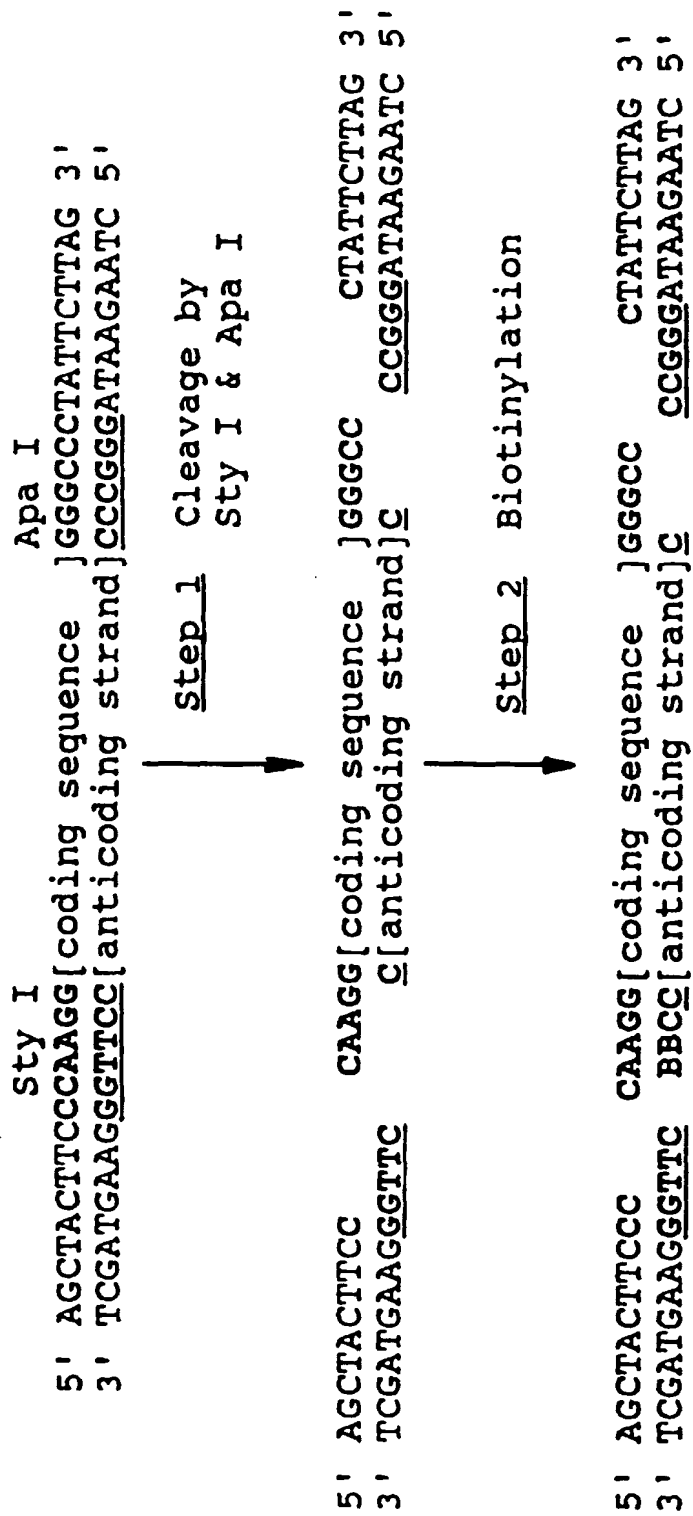 Sty I Apa I
5' AGCTACTTCCCAAGG[coding sequence ]GGGCCCTATTCTTAG 3'
3' TCGATGAAGGGTTCC[anticoding strand]CCCGGGATAAGAATC 5'
Step 1 Cleavage by
Sty I & Apa I
5' AGCTACTTCC CAAGG[coding sequence ]GGGCC CTATTCTTAG 3'
3' TCGATGAAGGGTTC C[anticoding strand]C CCGGGATAAGAATC 5'
Step 2 Biotinylation
5' AGCTACTTCCC CAAGG[coding sequence ]GGGCC CTATTCTTAG 3'
3' TCGATGAAGGGTTC BBCC[anticoding strand]C CCGGGATAAGAATC 5'